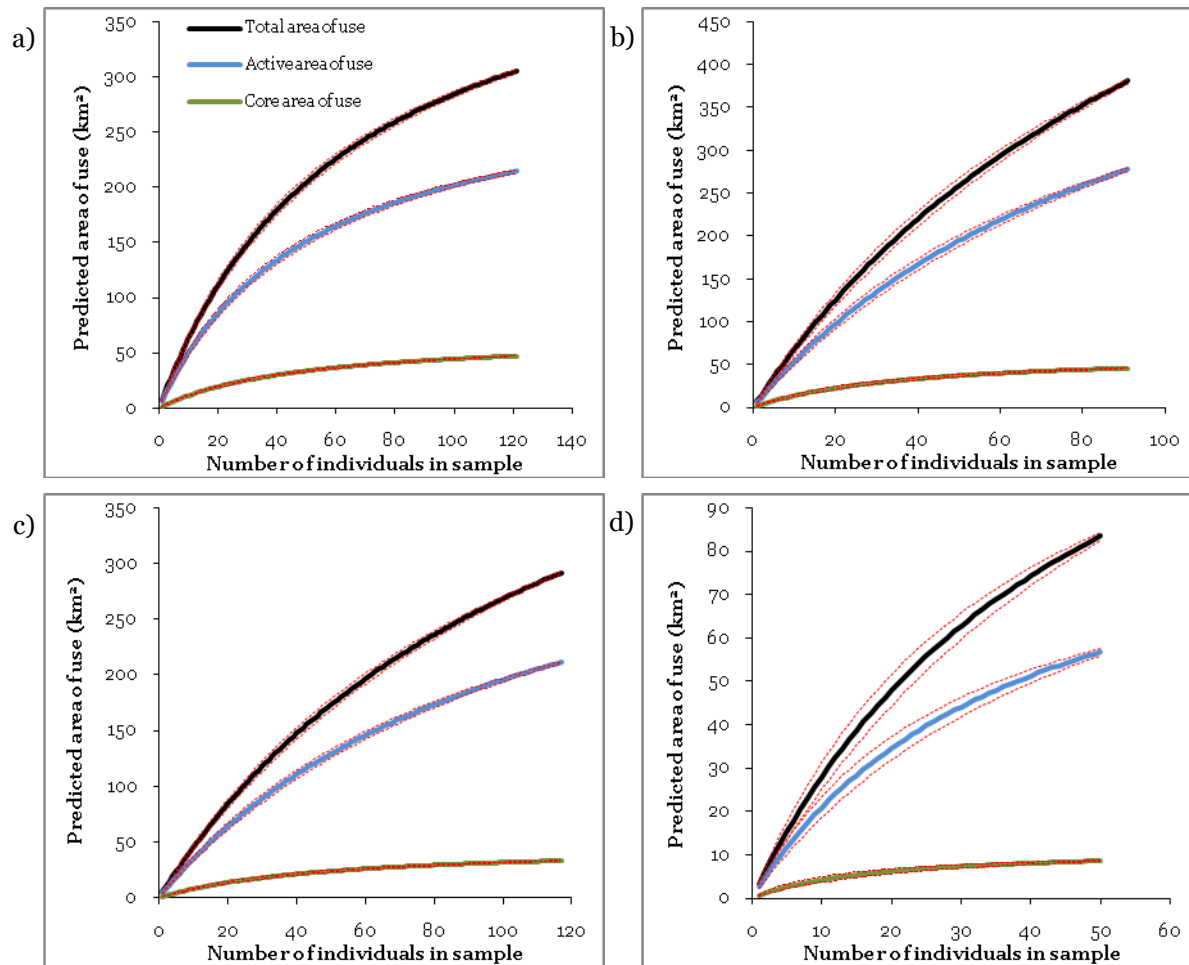 a)
350
300
250
200
150
100
50
0
Predicted area of use (km²)
Total area of use
Active area of use
Core area of use
0 20 40 60 80 100 120 140
Number of individuals in sample
b)
450
400
350
300
250
200
150
100
50
0
Predicted area of use (km²)
0 20 40 60 80 100
Number of individuals in sample
c)
350
300
250
200
150
100
50
0
Predicted area of use (km²)
0 20 40 60 80 100 120
Number of individuals in sample
d)
90
80
70
60
50
40
30
20
10
0
Predicted area of use (km²)
0 10 20 30 40 50 60
Number of individuals in sample